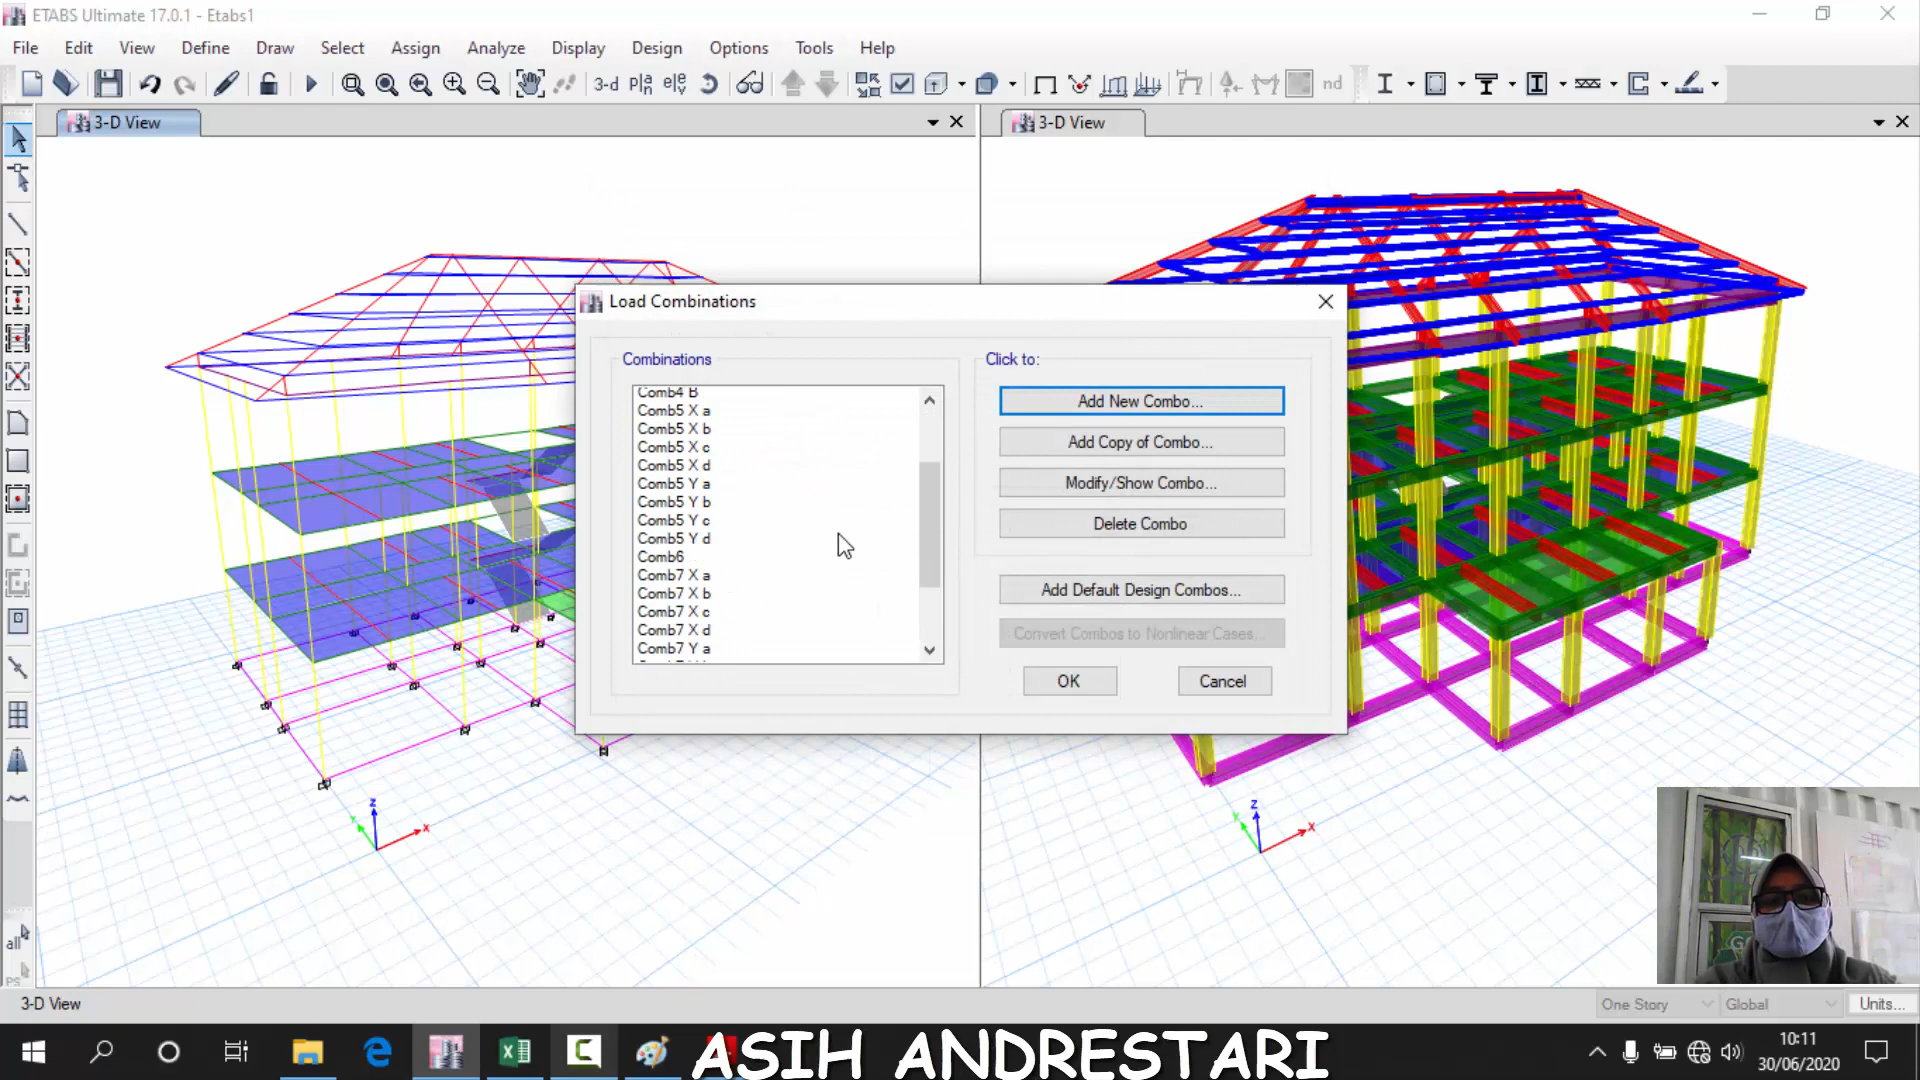 ETABS Ultimate 17.0.1 - Etabs1
File Edit View Define Draw Select Assign Analyze Display Design Options Tools Help
3-d nd
3-D View
3-D View
Load Combinations
Combinations
Comb4 B
Comb5 X a
Comb5 X b
Comb5 X c
Comb5 X d
Comb5 Y a
Comb5 Y b
Comb5 Y c
Comb5 Y d
Comb6
Comb7 X a
Comb7 X b
Comb7 X c
Comb7 X d
Comb7 Y a
Click to:
Add New Combo...
Add Copy of Combo...
Modify/Show Combo...
Delete Combo
Add Default Design Combos...
Convert Combos to Nonlinear Cases...
OK
Cancel
Z
Y
X
Z
Y
X
all
PS
3-D View
One Story
Global
Units...
ASIH ANDRESTARI
10:11
30/06/2020